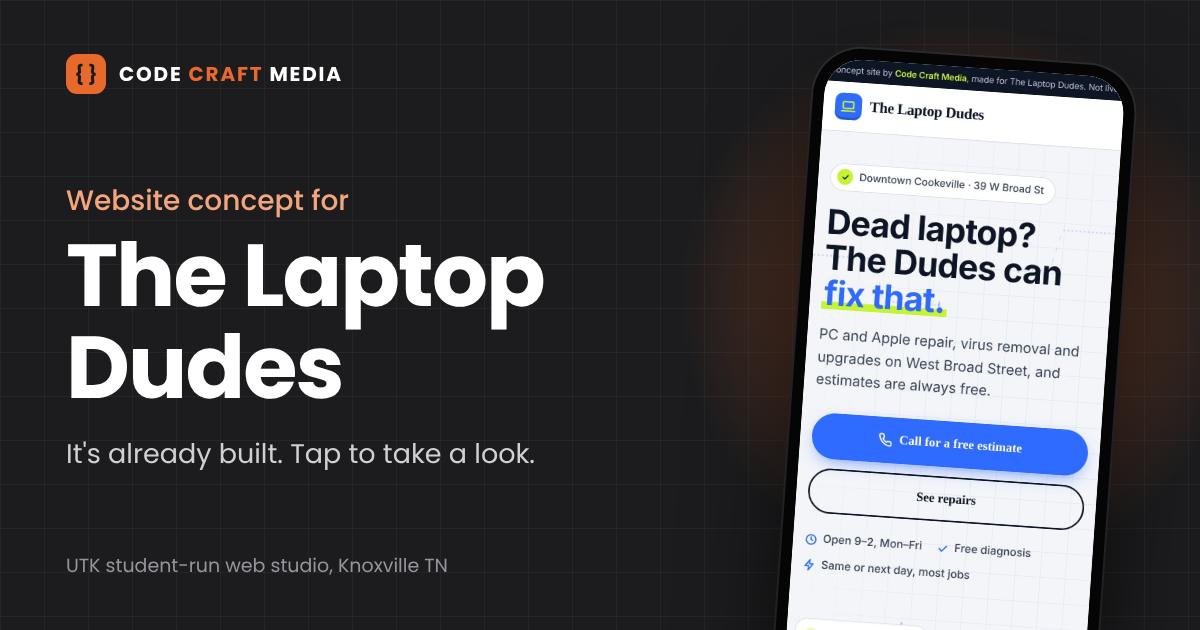 { } CODE CRAFT MEDIA
Website concept for
The Laptop
Dudes
It's already built. Tap to take a look.
UTK student-run web studio, Knoxville TN
concept site by Code Craft Media, made for The Laptop Dudes. Not live
The Laptop Dudes
Downtown Cookeville · 39 W Broad St
Dead laptop?
The Dudes can
fix that.
PC and Apple repair, virus removal and
upgrades on West Broad Street, and
estimates are always free.
Call for a free estimate
See repairs
Open 9–2, Mon–Fri Free diagnosis
Same or next day, most jobs